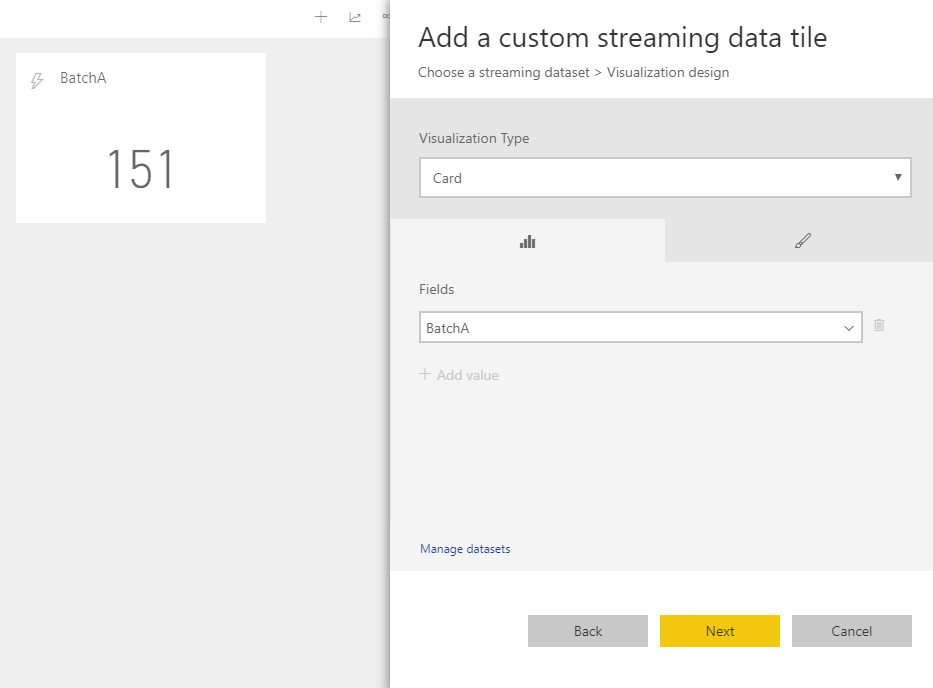 BatchA
151
Add a custom streaming data tile
Choose a streaming dataset > Visualization design
Visualization Type
Card
Fields
BatchA
+ Add value
Manage datasets
Back
Next
Cancel